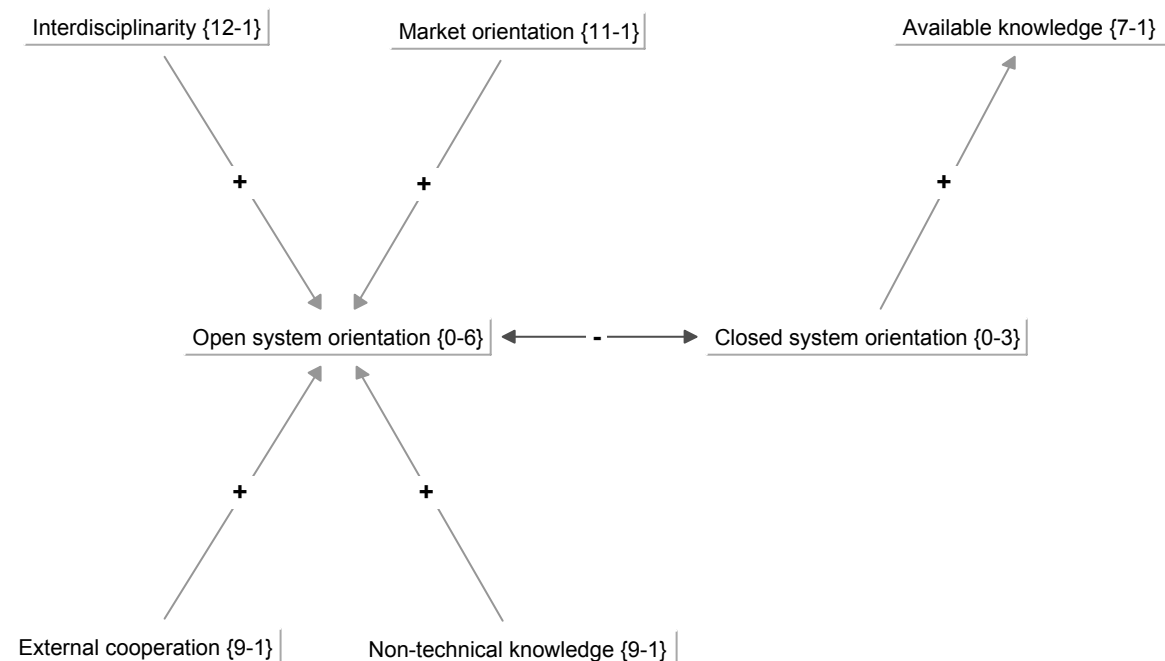 Interdisciplinarity {12-1}
Market orientation {11-1}
Available knowledge {7-1}
+
+
+
Open system orientation {0-6}
-
Closed system orientation {0-3}
+
+
External cooperation {9-1}
Non-technical knowledge {9-1}